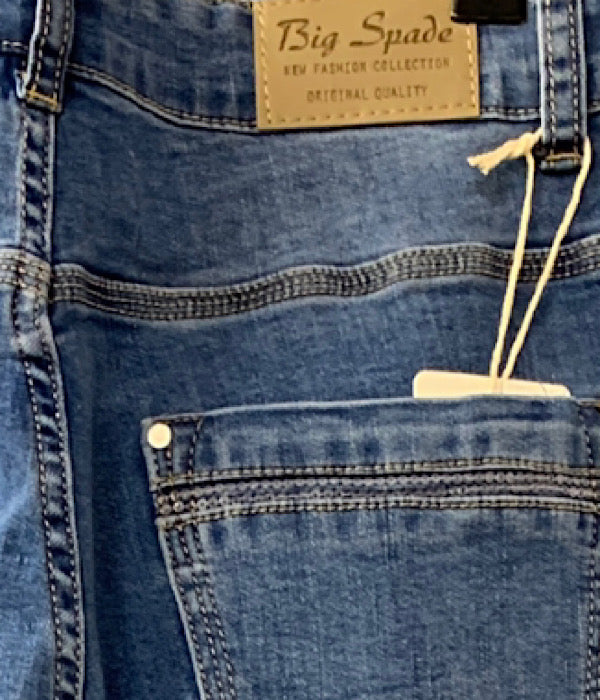 Big Spade
NEW FASHION COLLECTION
ORIGINAL QUALITY